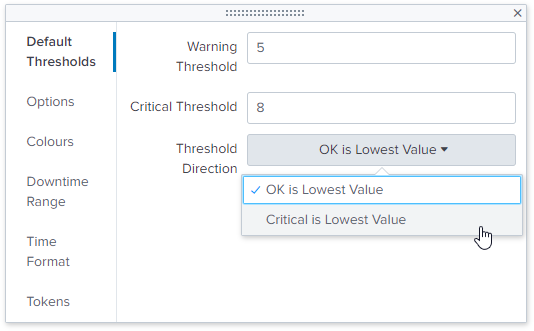 Default
Thresholds
Options
Colours
Downtime
Range
Time
Format
Tokens
Warning
Threshold
5
Critical Threshold
8
Threshold
Direction
OK is Lowest Value
OK is Lowest Value
Critical is Lowest Value